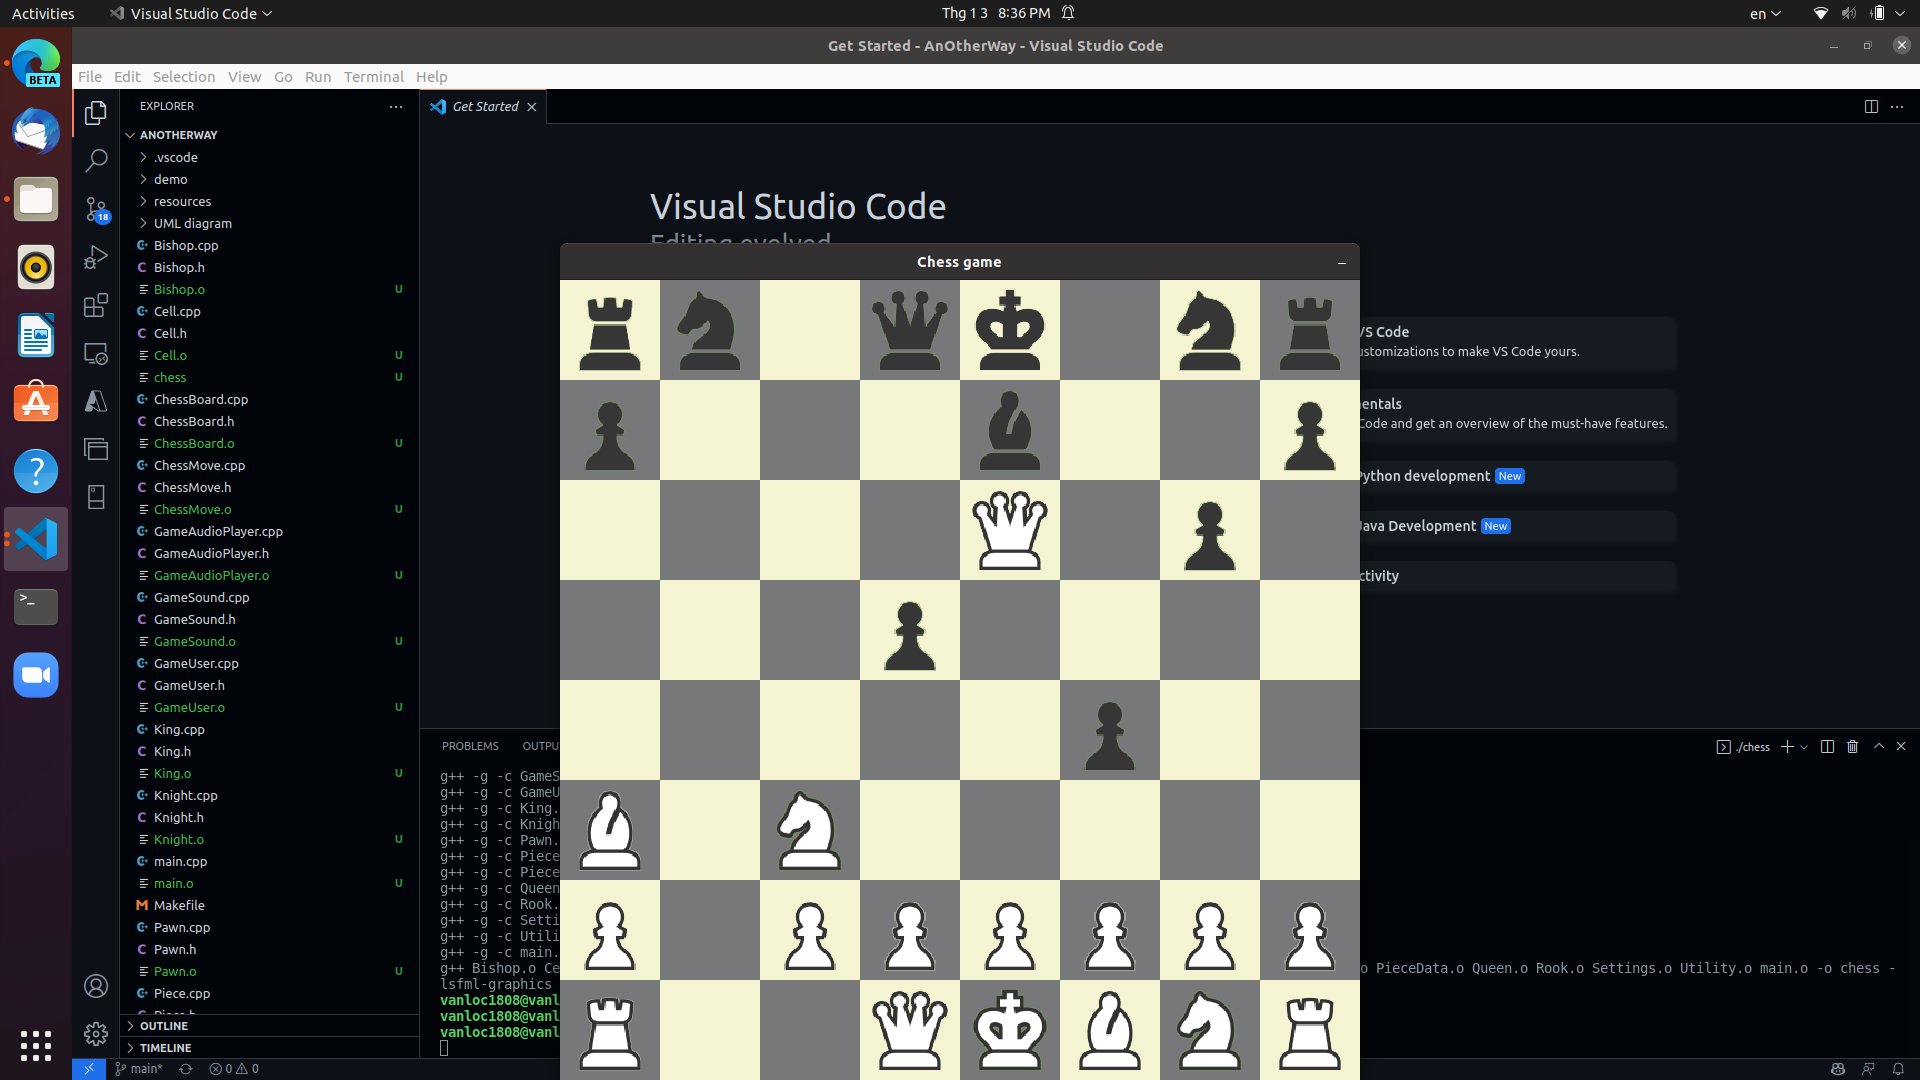 Activities
Visual Studio Code
Thg 1 3 8:36 PM
en
Get Started - AnOtherWay - Visual Studio Code
File Edit Selection View Go Run Terminal Help
BETA
EXPLORER
Get Started
ANOTHERWAY
.vscode
demo
resources
UML diagram
18
Bishop.cpp
Bishop.h
Bishop.o U
Cell.cpp
Cell.h
Cell.o U
chess U
ChessBoard.cpp
ChessBoard.h
ChessBoard.o U
ChessMove.cpp
ChessMove.h
ChessMove.o U
GameAudioPlayer.cpp
GameAudioPlayer.h
GameAudioPlayer.o U
GameSound.cpp
GameSound.h
GameSound.o U
GameUser.cpp
GameUser.h
GameUser.o U
King.cpp
King.h
King.o U
Knight.cpp
Knight.h
Knight.o U
main.cpp
main.o U
Makefile
Pawn.cpp
Pawn.h
Pawn.o U
Piece.cpp
OUTLINE
TIMELINE
Visual Studio Code
Editing evolved
Chess game
VS Code
ustomizations to make VS Code yours.
entals
Code and get an overview of the must-have features.
Python development New
Java Development New
ctivity
PROBLEMS OUTPU
./chess
g++ -g -c GameS
g++ -g -c GameU
g++ -g -c King.
g++ -g -c Knigh
g++ -g -c Pawn.
g++ -g -c Piece
g++ -g -c Piece
g++ -g -c Queen
g++ -g -c Rook.
g++ -g -c Setti
g++ -g -c Utili
g++ -g -c main.
g++ Bishop.o Ce o PieceData.o Queen.o Rook.o Settings.o Utility.o main.o -o chess -
lsfml-graphics
vanloc1808@vanl
vanloc1808@vanl
vanloc1808@vanl
main* 0 0